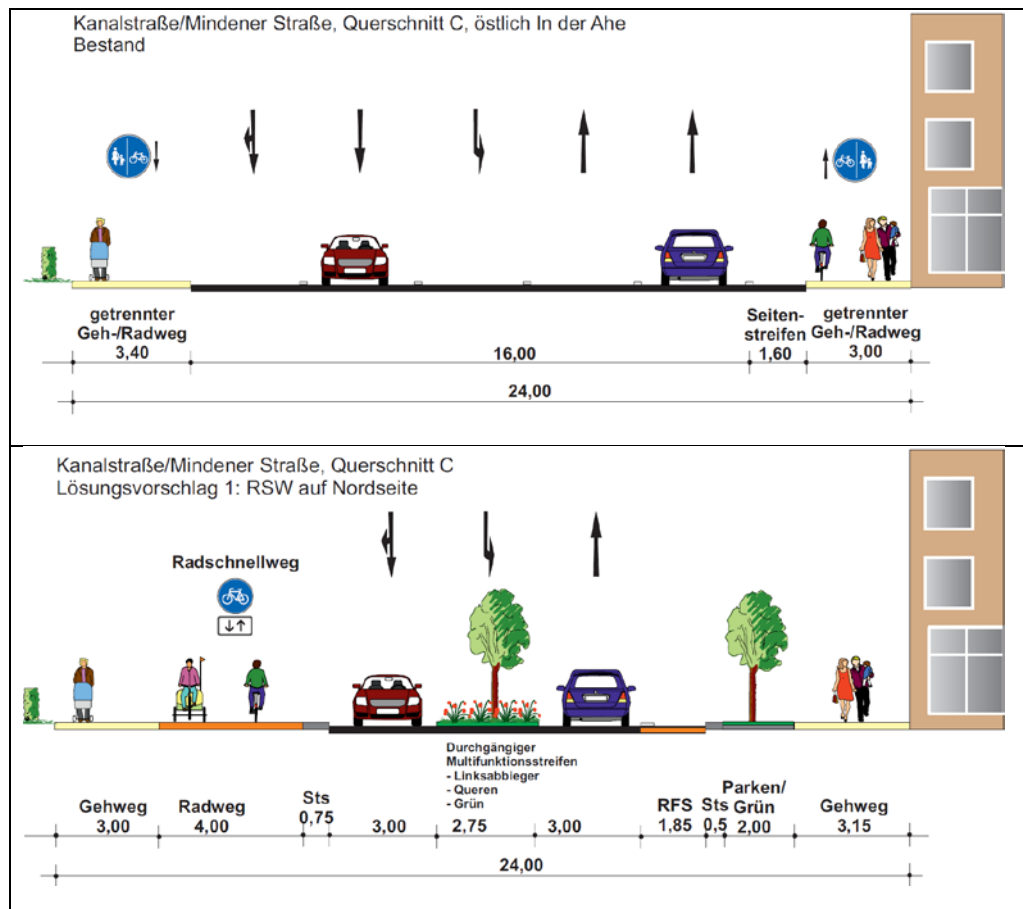 Kanalstraße/Mindener Straße, Querschnitt C, östlich In der Ahe
Bestand
getrennter
Geh-/Radweg
3,40
16,00
Seiten-
streifen
1,60
getrennter
Geh-/Radweg
3,00
24,00
Kanalstraße/Mindener Straße, Querschnitt C
Lösungsvorschlag 1: RSW auf Nordseite
Radschnellweg
Durchgängiger
Multifunktionsstreifen
- Linksabbieger
- Queren
- Grün
Gehweg
3,00
Radweg
4,00
Sts
0,75
3,00
2,75
3,00
RFS
1,85
Sts
0,5
Parken/
Grün
2,00
Gehweg
3,15
24,00